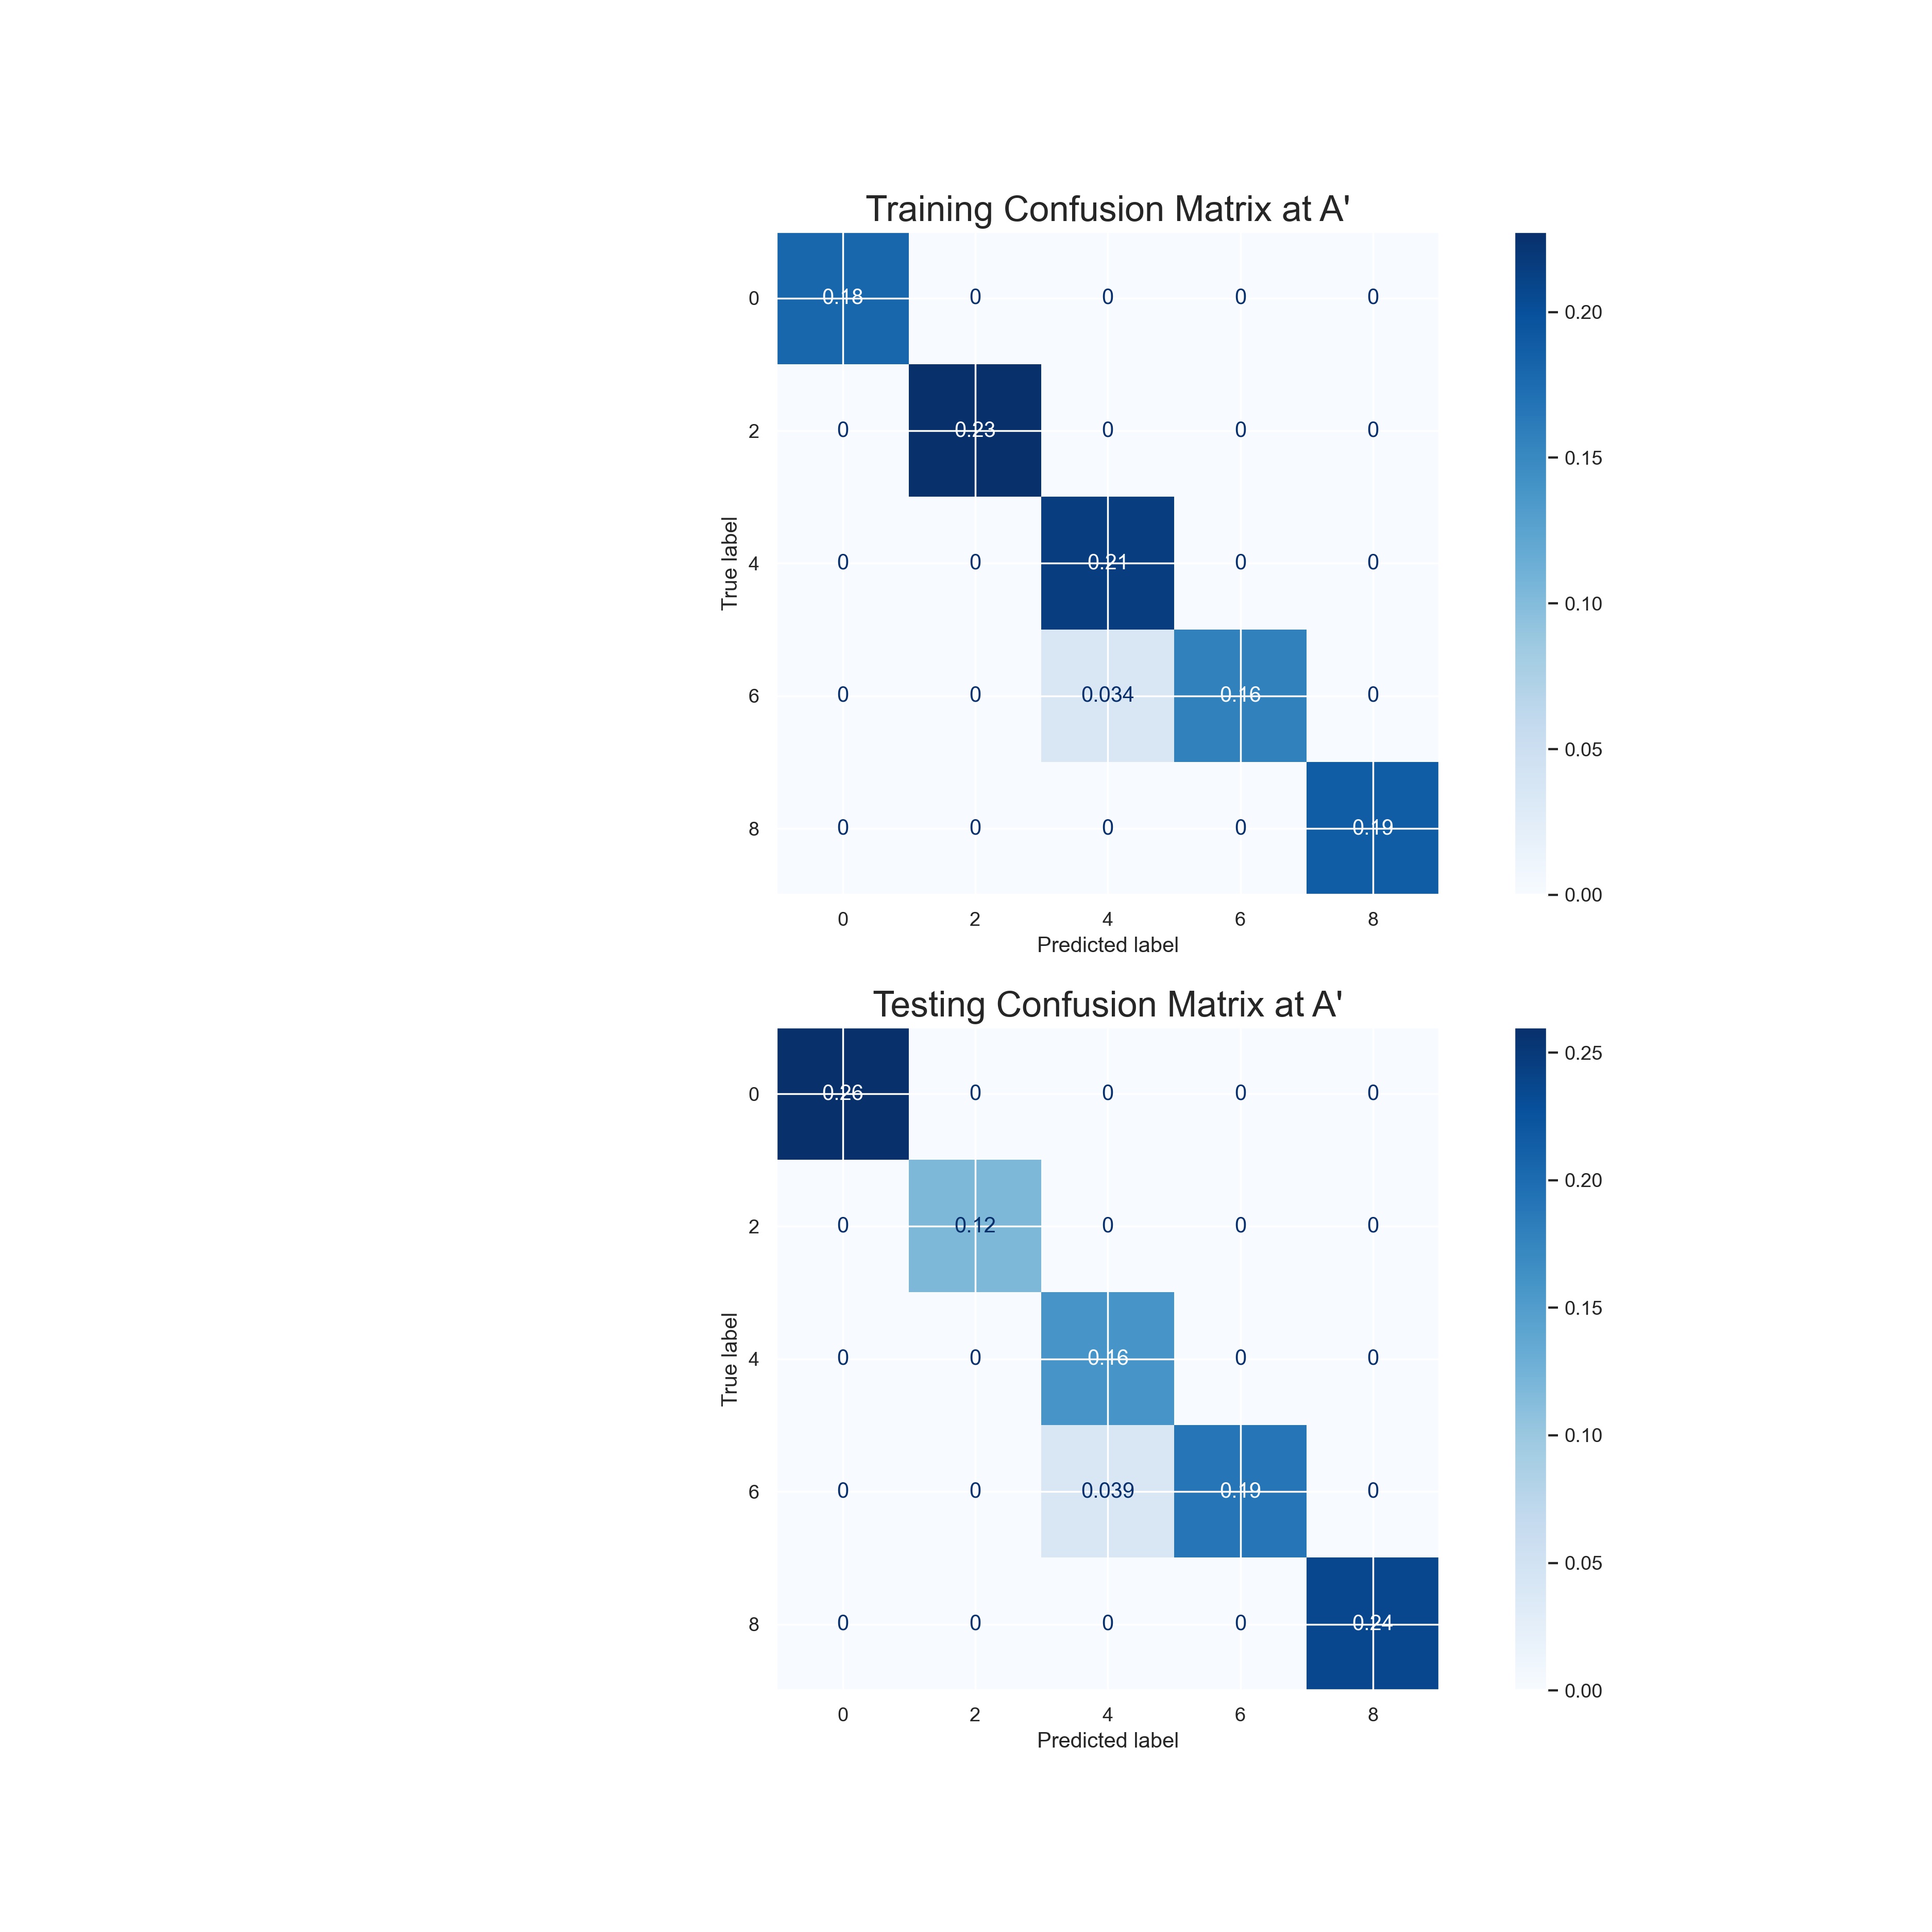 Training Confusion Matrix at A'
0 0.18 0 0 0 0
2 0 0.23 0 0 0
4 0 0 0.21 0 0
6 0 0 0.034 0.16 0
8 0 0 0 0 0.19
0 2 4 6 8
True label
Predicted label
0.20
0.15
0.10
0.05
0.00
Testing Confusion Matrix at A'
0 0.26 0 0 0 0
2 0 0.12 0 0 0
4 0 0 0.16 0 0
6 0 0 0.039 0.19 0
8 0 0 0 0 0.24
0 2 4 6 8
True label
Predicted label
0.25
0.20
0.15
0.10
0.05
0.00